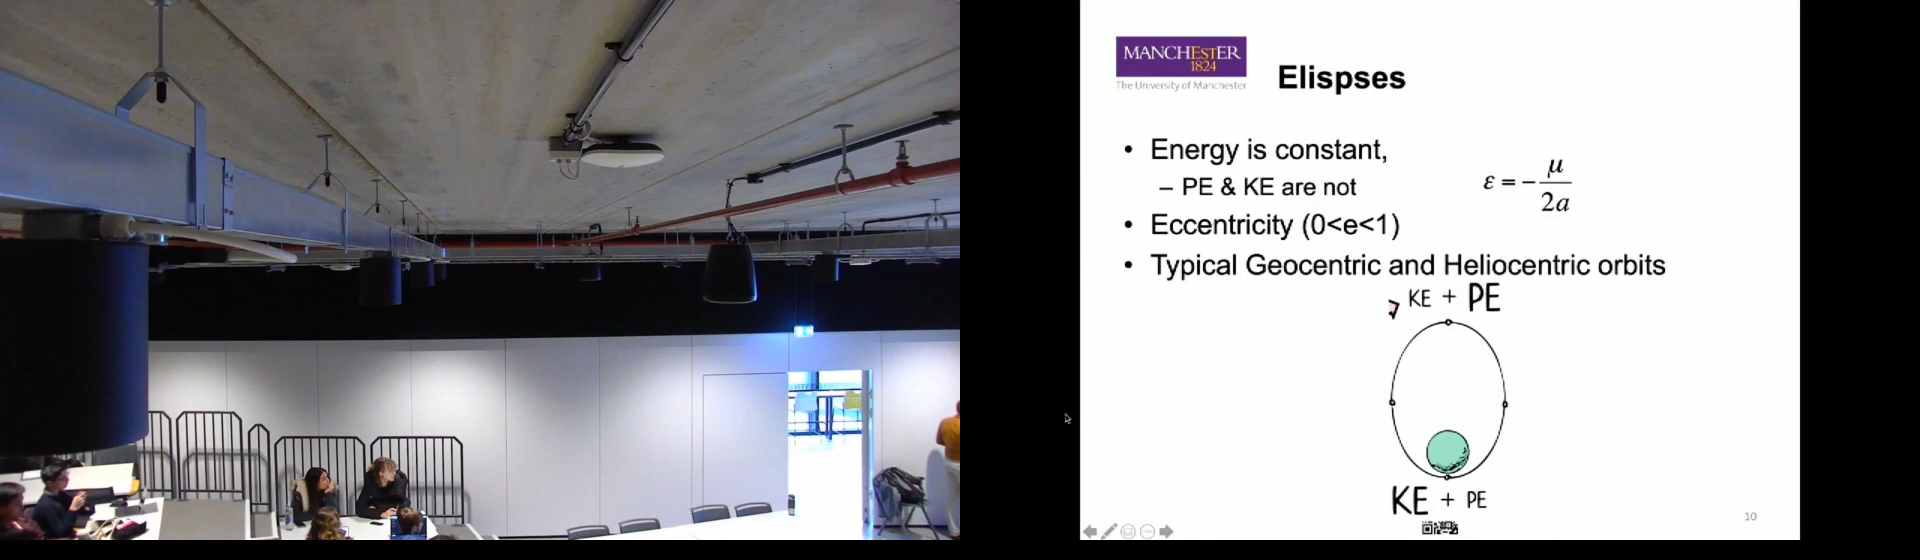 MANCHESTER
1824
The University of Manchester
Elispses
• Energy is constant,
– PE & KE are not
ε = - μ / 2a
• Eccentricity (0<e<1)
• Typical Geocentric and Heliocentric orbits
KE + PE
KE + PE
10